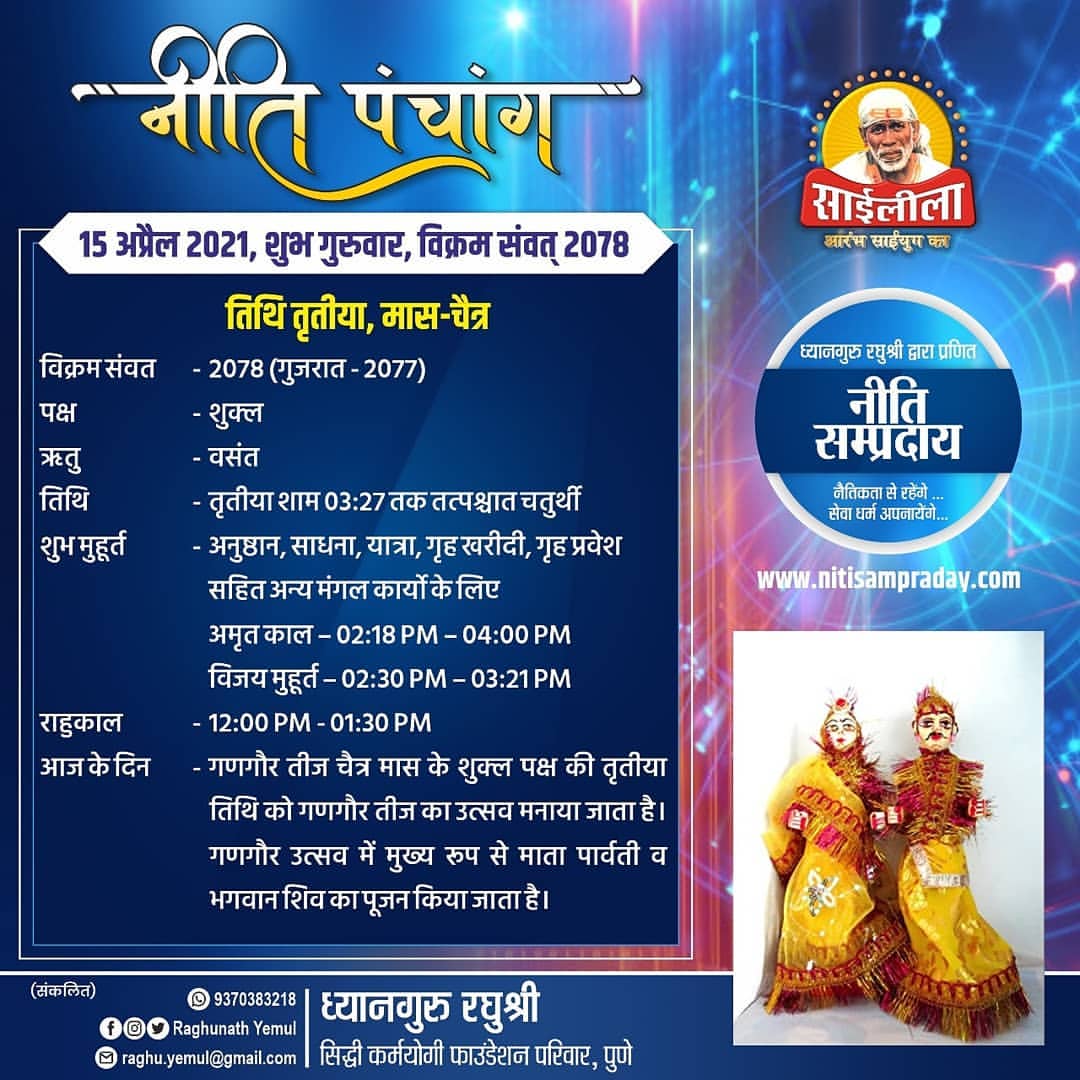 नीति पंचांग
साईलीला
आरंभ साईयुग का
15 अप्रैल 2021, शुभ गुरुवार, विक्रम संवत् 2078
तिथि तृतीया, मास-चैत्र
विक्रम संवत - 2078 (गुजरात - 2077)
पक्ष - शुक्ल
ऋतु - वसंत
तिथि - तृतीया शाम 03:27 तक तत्पश्चात चतुर्थी
शुभ मुहूर्त - अनुष्ठान, साधना, यात्रा, गृह खरीदी, गृह प्रवेश
सहित अन्य मंगल कार्यो के लिए
अमृत काल – 02:18 PM – 04:00 PM
विजय मुहूर्त – 02:30 PM – 03:21 PM
राहुकाल - 12:00 PM - 01:30 PM
आज के दिन - गणगौर तीज चैत्र मास के शुक्ल पक्ष की तृतीया
तिथि को गणगौर तीज का उत्सव मनाया जाता है।
गणगौर उत्सव में मुख्य रूप से माता पार्वती व
भगवान शिव का पूजन किया जाता है।
ध्यानगुरु रघुश्री द्वारा प्रणित
नीति
सम्प्रदाय
नैतिकता से रहेंगे ...
सेवा धर्म अपनायेंगे...
www.nitisampraday.com
(संकलित)
9370383218
Raghunath Yemul
raghu.yemul@gmail.com
ध्यानगुरु रघुश्री
सिद्धी कर्मयोगी फाउंडेशन परिवार, पुणे